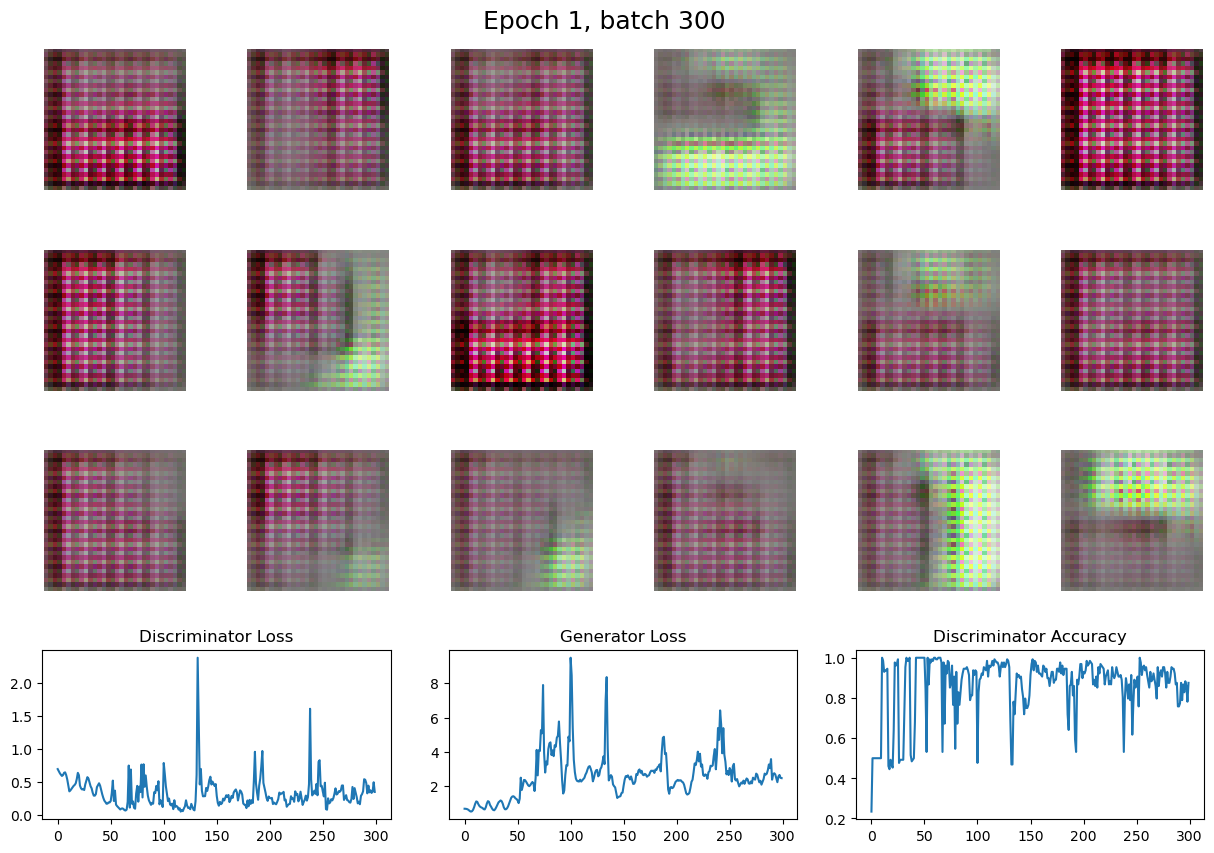 Epoch 1, batch 300
Discriminator Loss
Generator Loss
Discriminator Accuracy
2.0
1.5
1.0
0.5
0.0
0 50 100 150 200 250 300
8
6
4
2
0 50 100 150 200 250 300
1.0
0.8
0.6
0.4
0.2
0 50 100 150 200 250 300